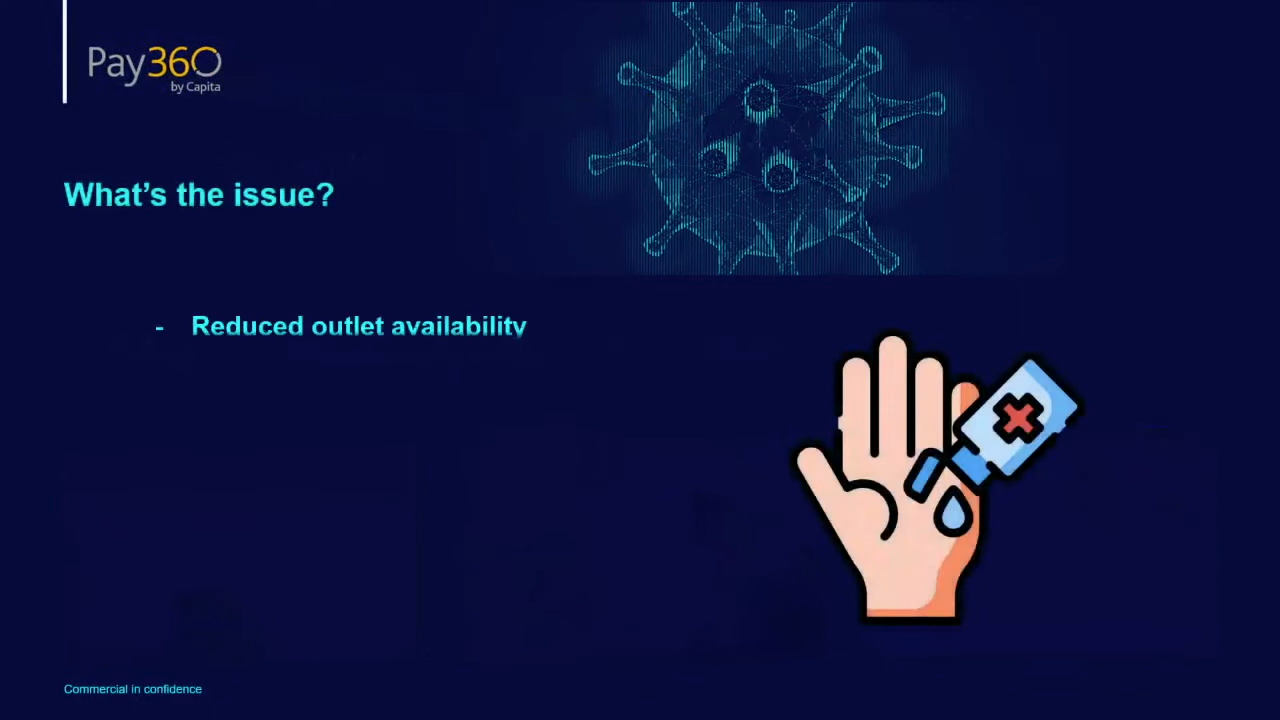 Pay360
by Capita
What's the issue?
- Reduced outlet availability
Commercial in confidence